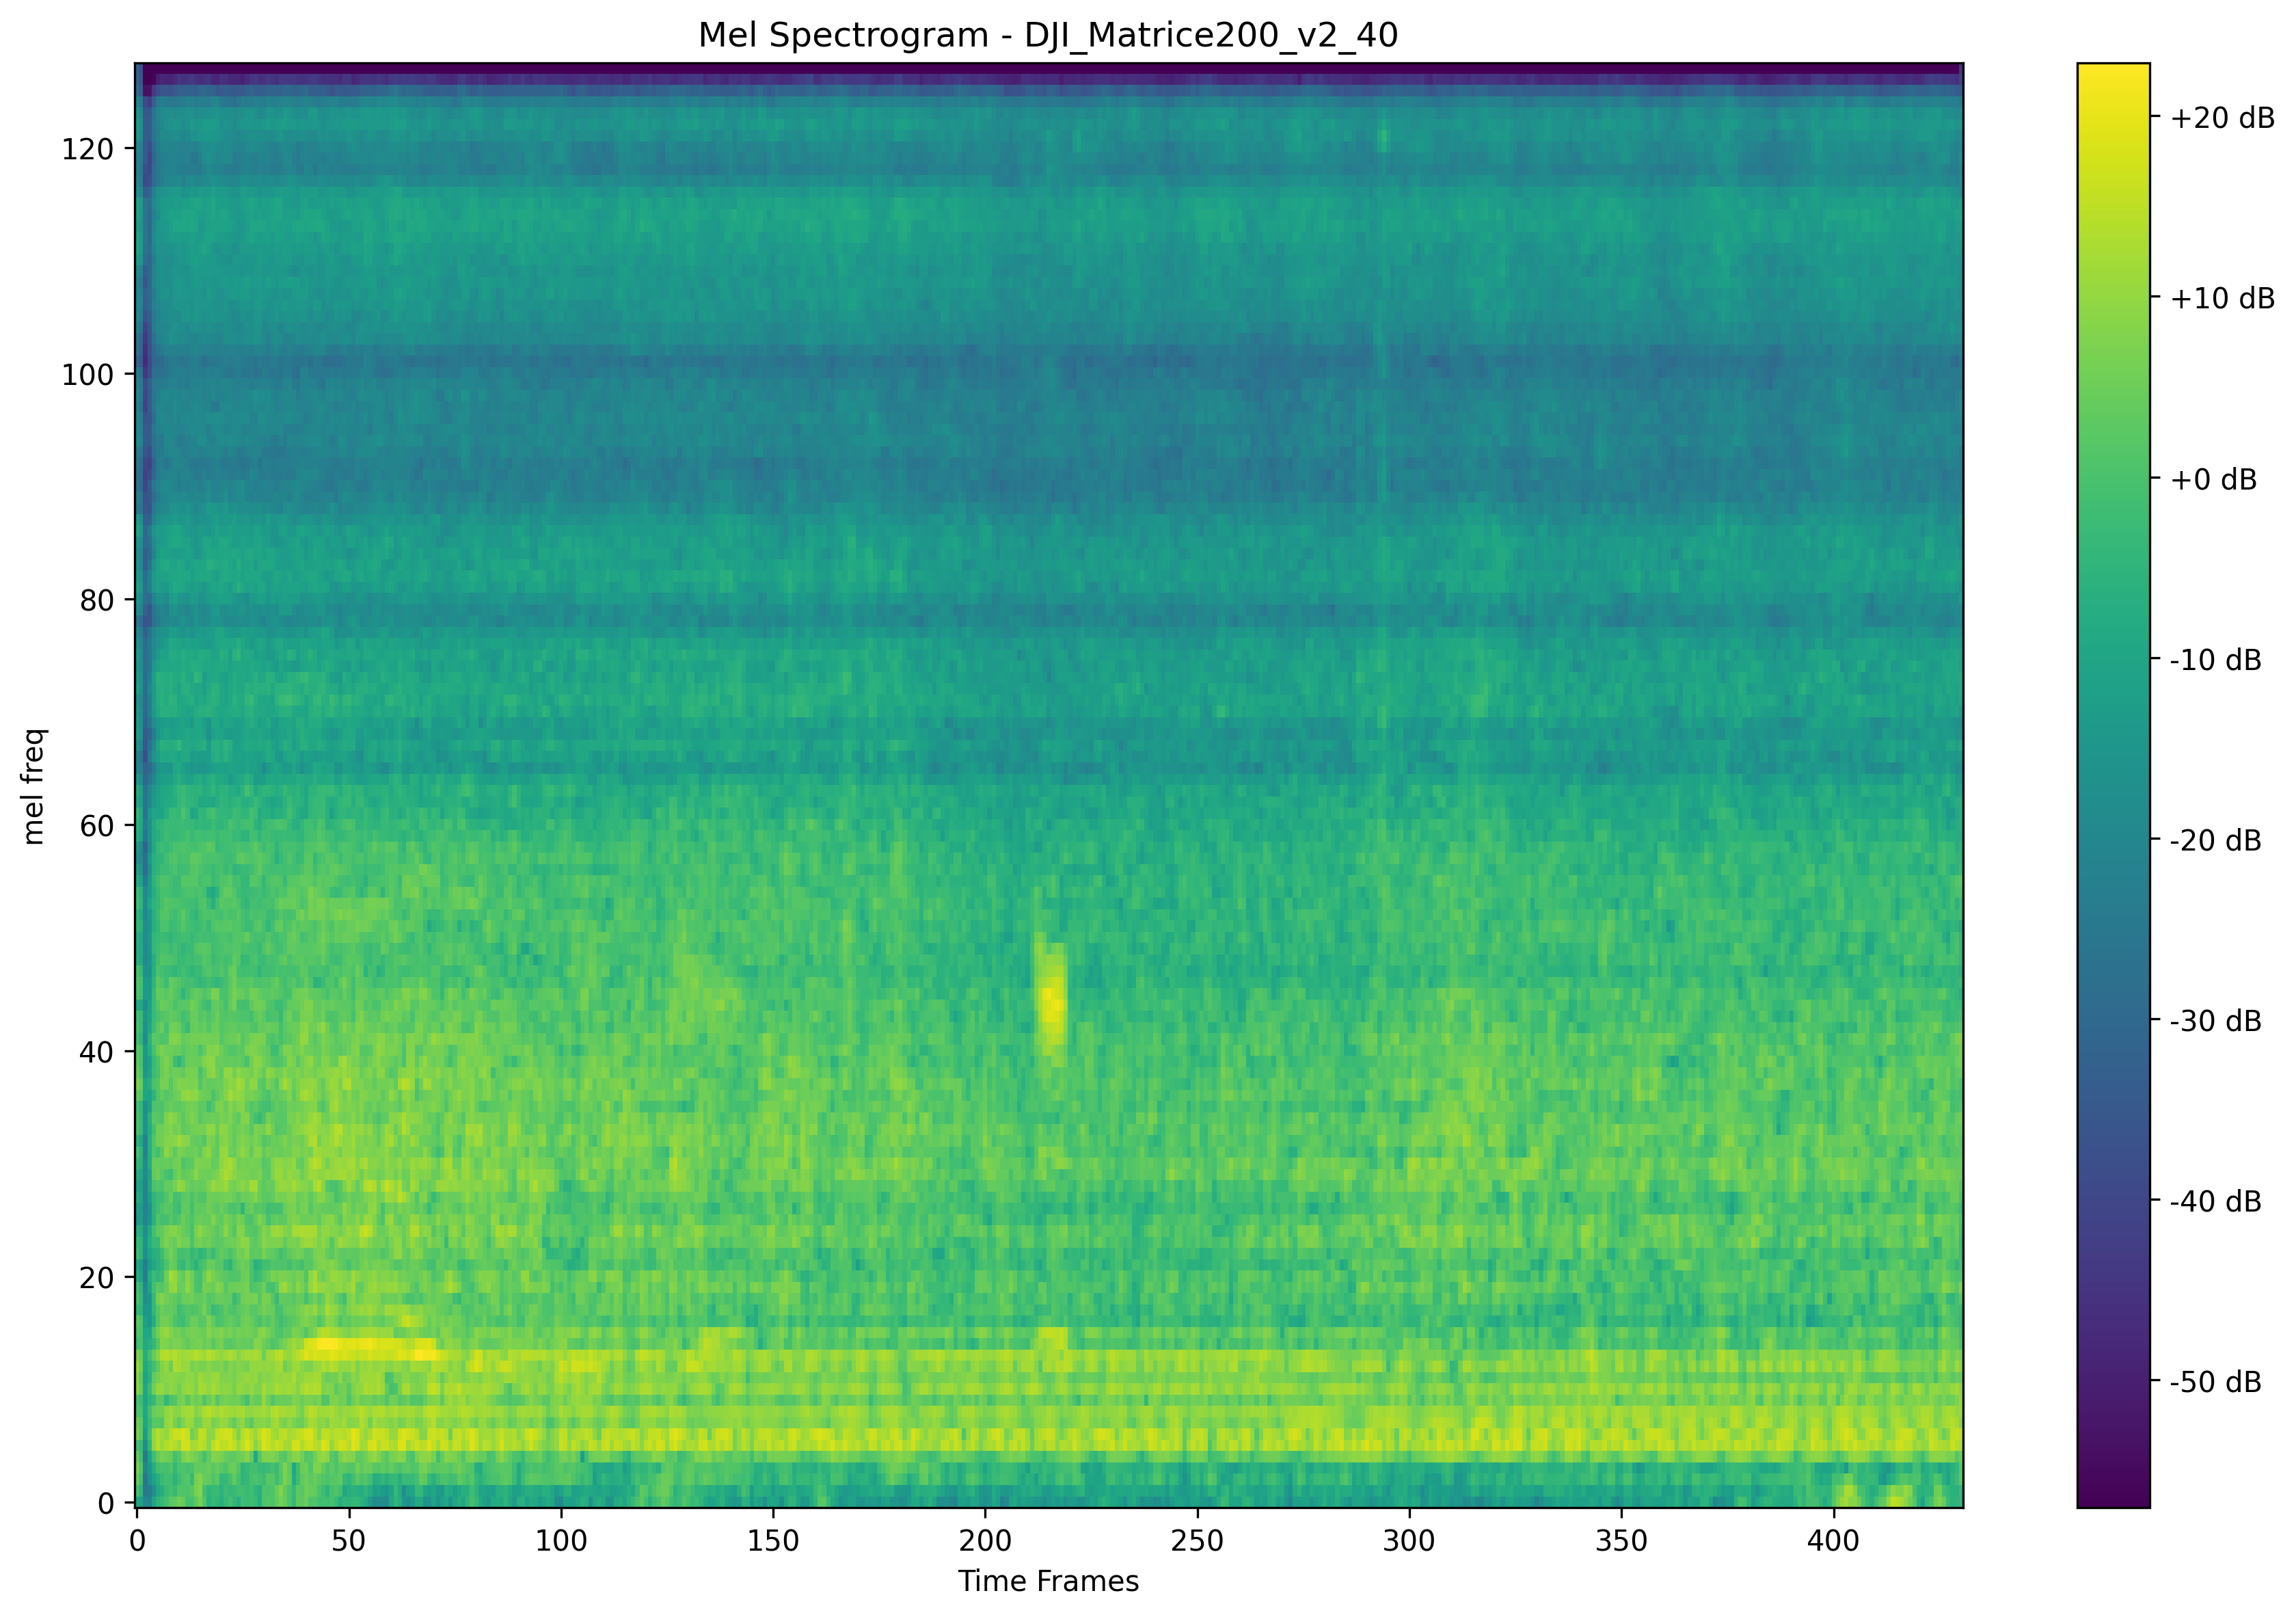 Mel Spectrogram - DJI_Matrice200_v2_40
mel freq
120
100
80
60
40
20
0
0 50 100 150 200 250 300 350 400
Time Frames
+20 dB
+10 dB
+0 dB
-10 dB
-20 dB
-30 dB
-40 dB
-50 dB